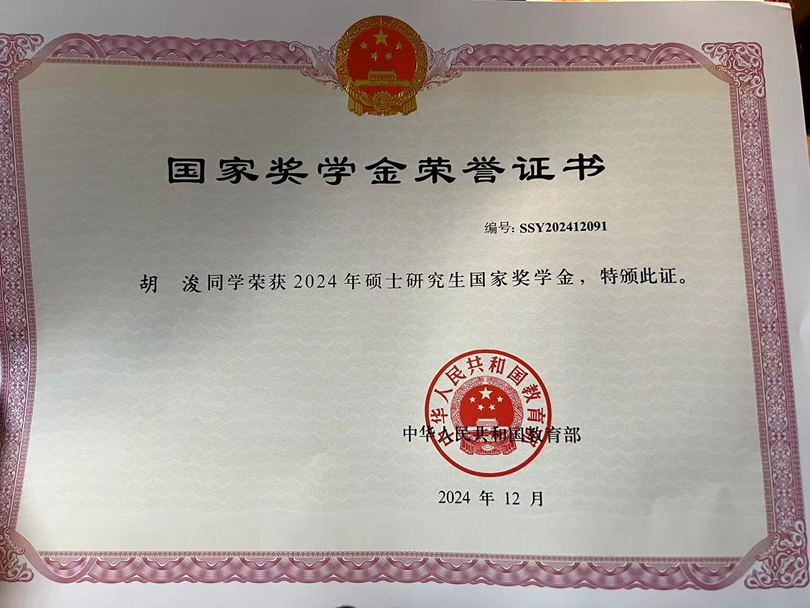 国家奖学金荣誉证书
编号: SSY202412091
胡 浚同学荣获2024年硕士研究生国家奖学金，特颁此证。
中华人民共和国教育部
中华人民共和国教育部
2024 年 12 月